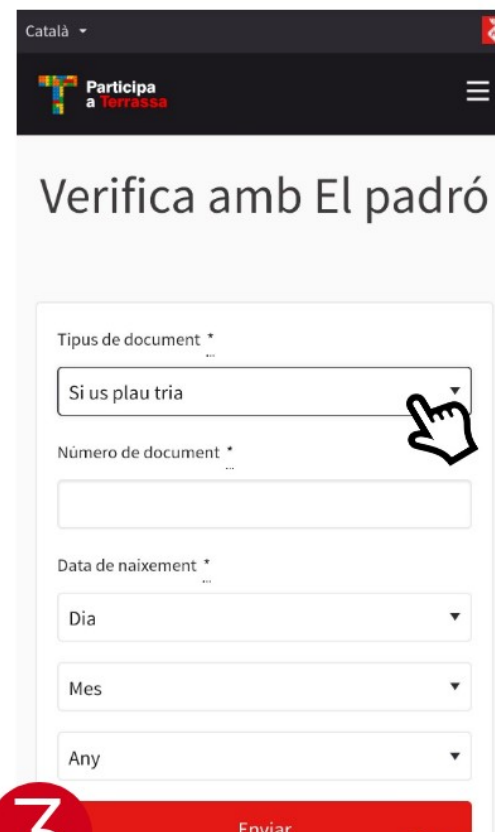 Català
Participa
a Terrassa
Verifica amb El padró
Tipus de document *
Si us plau tria
Número de document *
Data de naixement *
Dia
Mes
Any
3
Enviar